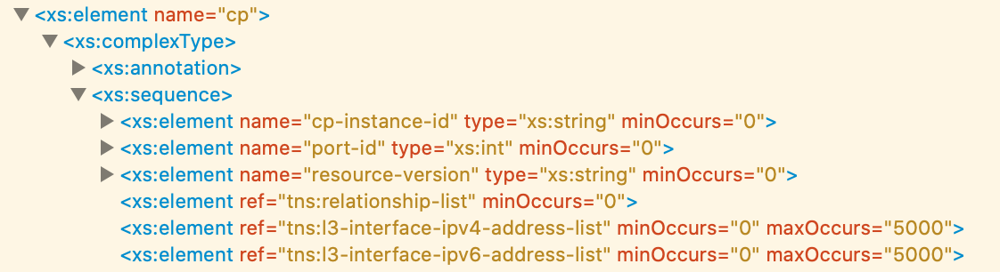 <xs:element name="cp">
<xs:complexType>
<xs:annotation>
<xs:sequence>
<xs:element name="cp-instance-id" type="xs:string" minOccurs="0">
<xs:element name="port-id" type="xs:int" minOccurs="0">
<xs:element name="resource-version" type="xs:string" minOccurs="0">
<xs:element ref="tns:relationship-list" minOccurs="0">
<xs:element ref="tns:l3-interface-ipv4-address-list" minOccurs="0" maxOccurs="5000">
<xs:element ref="tns:l3-interface-ipv6-address-list" minOccurs="0" maxOccurs="5000">